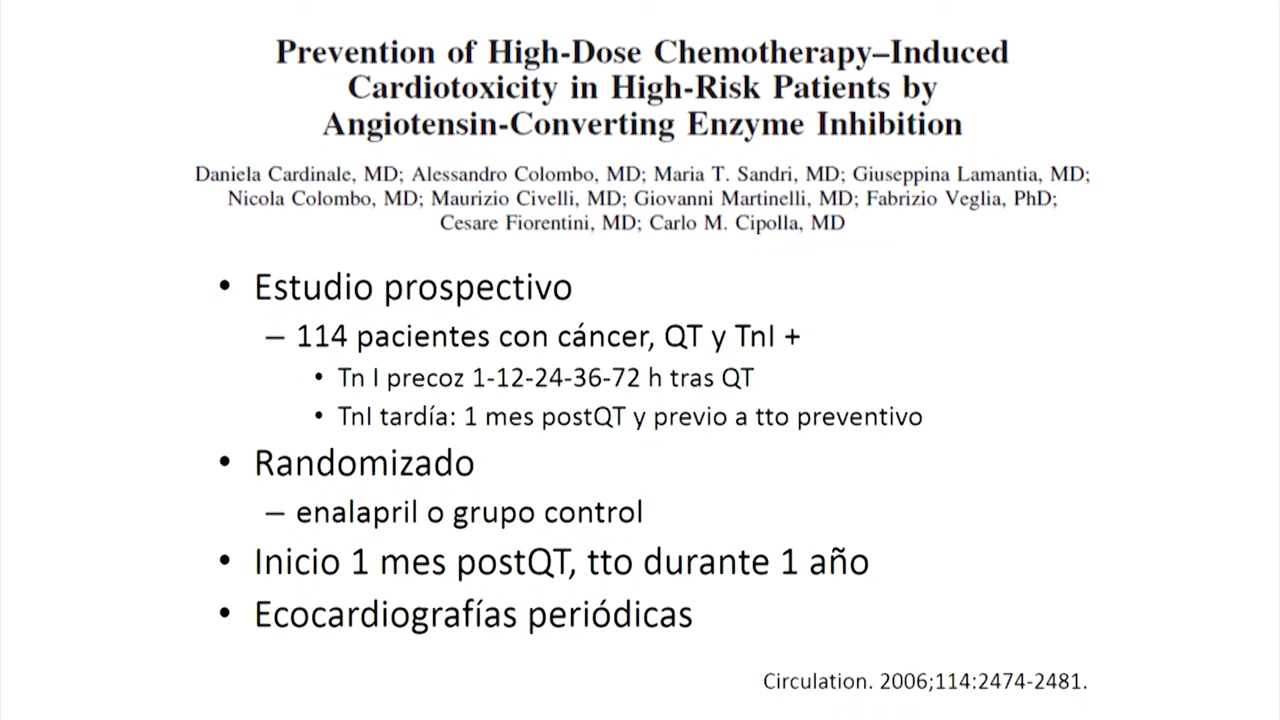 Prevention of High-Dose Chemotherapy–Induced
Cardiotoxicity in High-Risk Patients by
Angiotensin-Converting Enzyme Inhibition
Daniela Cardinale, MD; Alessandro Colombo, MD; Maria T. Sandri, MD; Giuseppina Lamantia, MD;
Nicola Colombo, MD; Maurizio Civelli, MD; Giovanni Martinelli, MD; Fabrizio Veglia, PhD;
Cesare Fiorentini, MD; Carlo M. Cipolla, MD
• Estudio prospectivo
– 114 pacientes con cáncer, QT y TnI +
• Tn I precoz 1-12-24-36-72 h tras QT
• TnI tardía: 1 mes postQT y previo a tto preventivo
• Randomizado
– enalapril o grupo control
• Inicio 1 mes postQT, tto durante 1 año
• Ecocardiografías periódicas
Circulation. 2006;114:2474-2481.